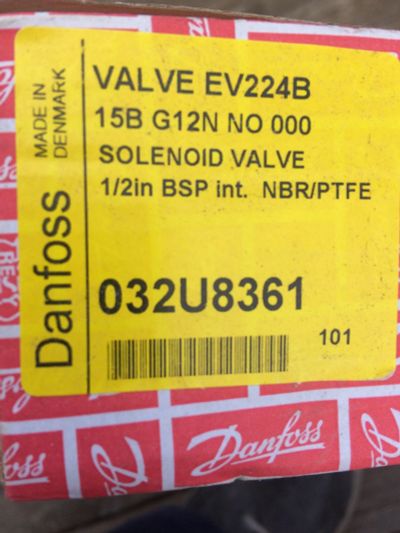 VALVE EV224B
15B G12N NO 000
SOLENOID VALVE
1/2in BSP int. NBR/PTFE
032U8361
101
MADE IN
DENMARK
Danfoss
Danfoss